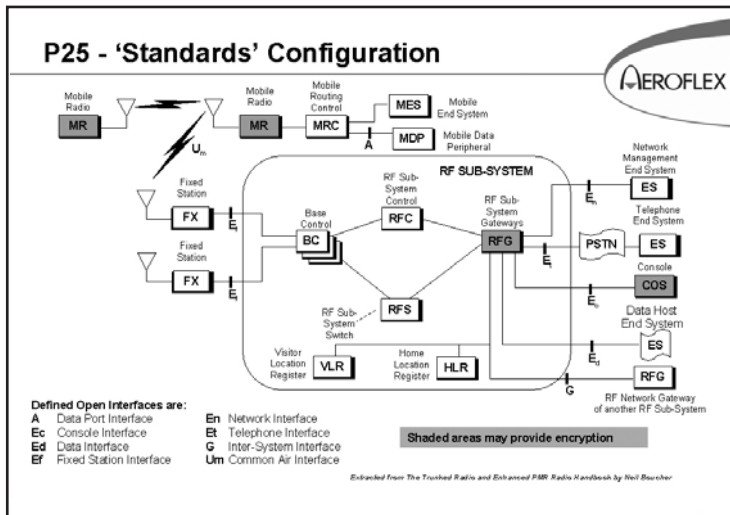 P25 - 'Standards' Configuration
AEROFLEX
Mobile
Radio
MR
Mobile
Radio
MR
Mobile
Routing
Control
MRC
MES
Mobile
End System
A
MDP
Mobile Data
Peripheral
Um
RF SUB-SYSTEM
Fixed
Station
FX
Ef
Fixed
Station
FX
Ef
Base
Control
BC
RF Sub-
System
Control
RFC
RF Sub-
System
Gateways
RFG
RF Sub-
System
Switch
RFS
Visitor
Location
Register
VLR
Home
Location
Register
HLR
Network
Management
End System
En
ES
Telephone
End System
Et
PSTN
ES
Console
Ec
COS
Data Host
End System
Ed
ES
G
RFG
RF Network Gateway
of another RF Sub-System
Defined Open Interfaces are:
A Data Port Interface
Ec Console Interface
Ed Data Interface
Ef Fixed Station Interface
En Network Interface
Et Telephone Interface
G Inter-System Interface
Um Common Air Interface
Shaded areas may provide encryption
Extracted from The Trunked Radio and Enhanced PMR Radio Handbook by Neil Boucher